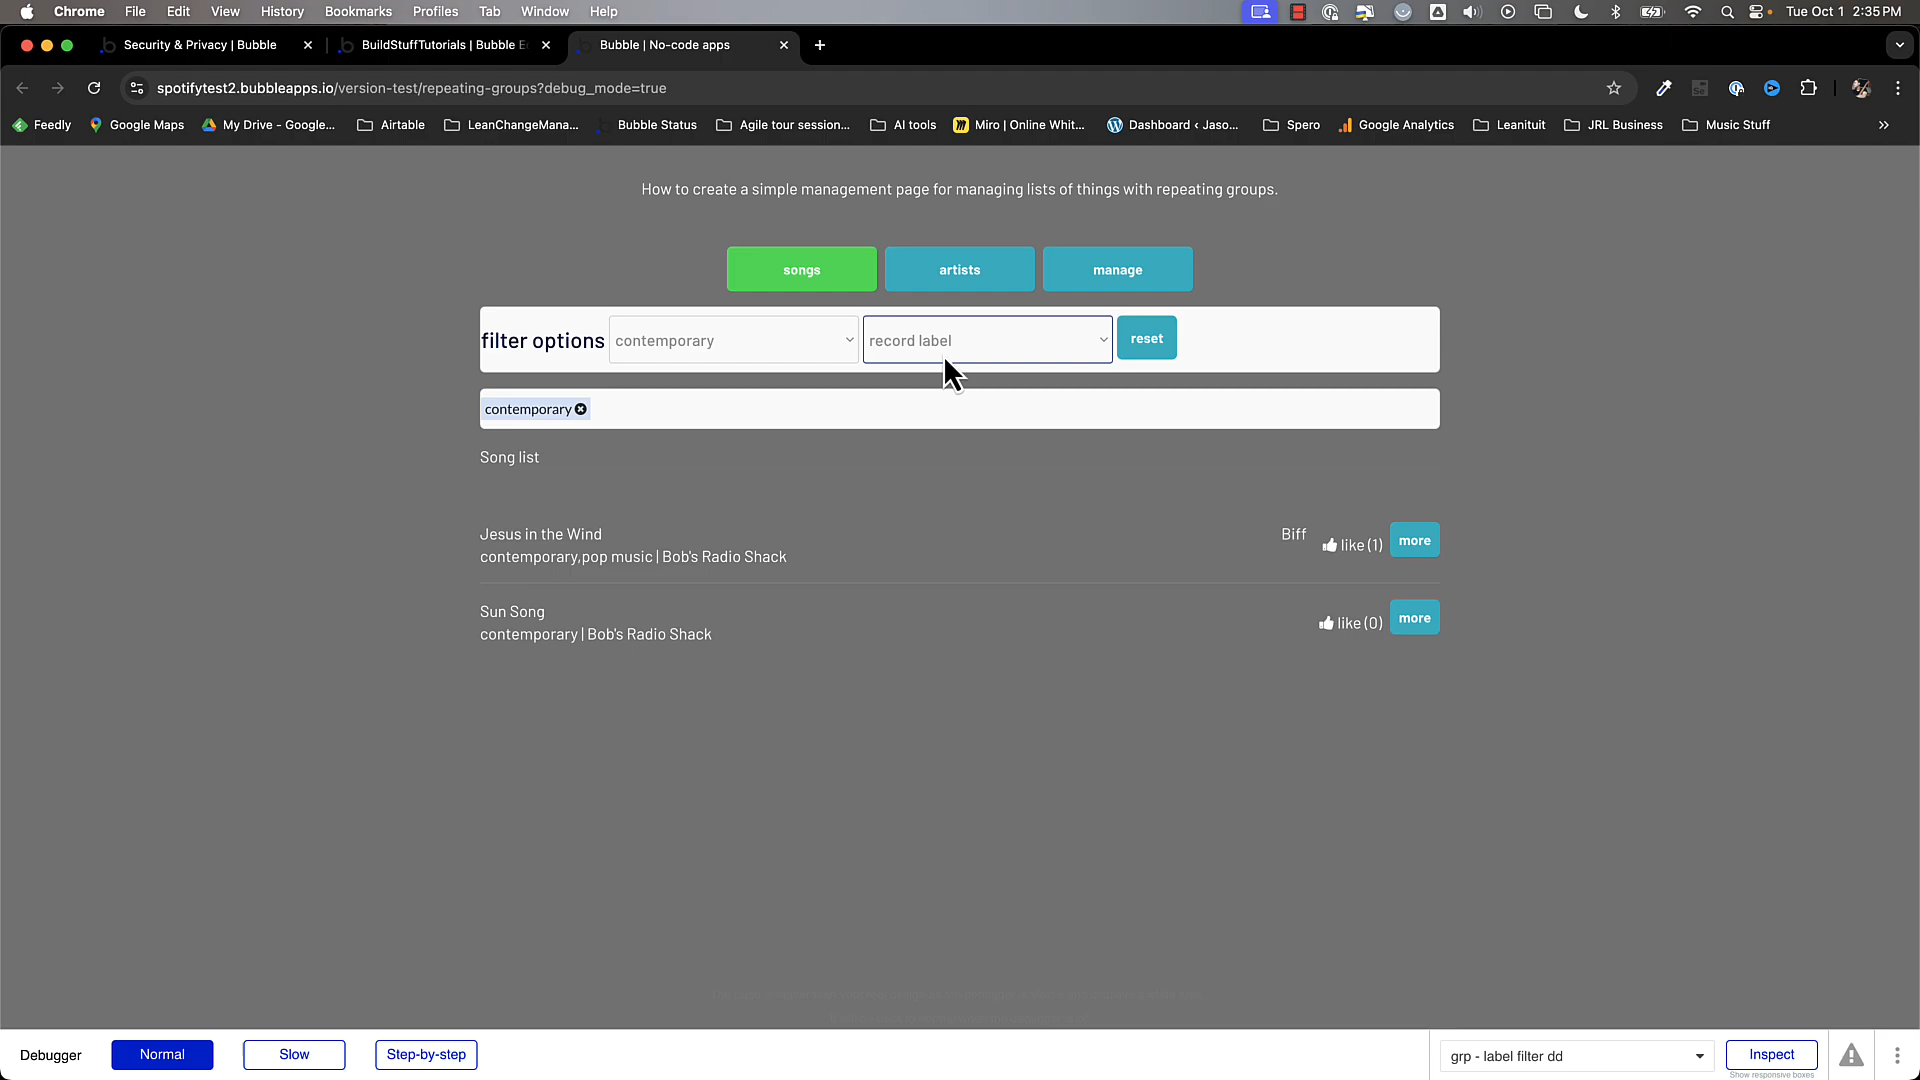 Chrome File Edit View History Bookmarks Profiles Tab Window Help Tue Oct 1 2:35 PM
Security & Privacy | Bubble BuildStuffTutorials | Bubble E Bubble | No-code apps
spotifytest2.bubbleapps.io/version-test/repeating-groups?debug_mode=true
Feedly Google Maps My Drive - Google... Airtable LeanChangeMana... Bubble Status Agile tour session... AI tools Miro | Online Whit... Dashboard ‹ Jaso... Spero Google Analytics Leanituit JRL Business Music Stuff »
How to create a simple management page for managing lists of things with repeating groups.
songs artists manage
filter options contemporary record label reset
contemporary
Song list
Jesus in the Wind Biff like (1) more
contemporary,pop music | Bob's Radio Shack
Sun Song like (0) more
contemporary | Bob's Radio Shack
Debugger Normal Slow Step-by-step grp - label filter dd Inspect
Show responsive boxes